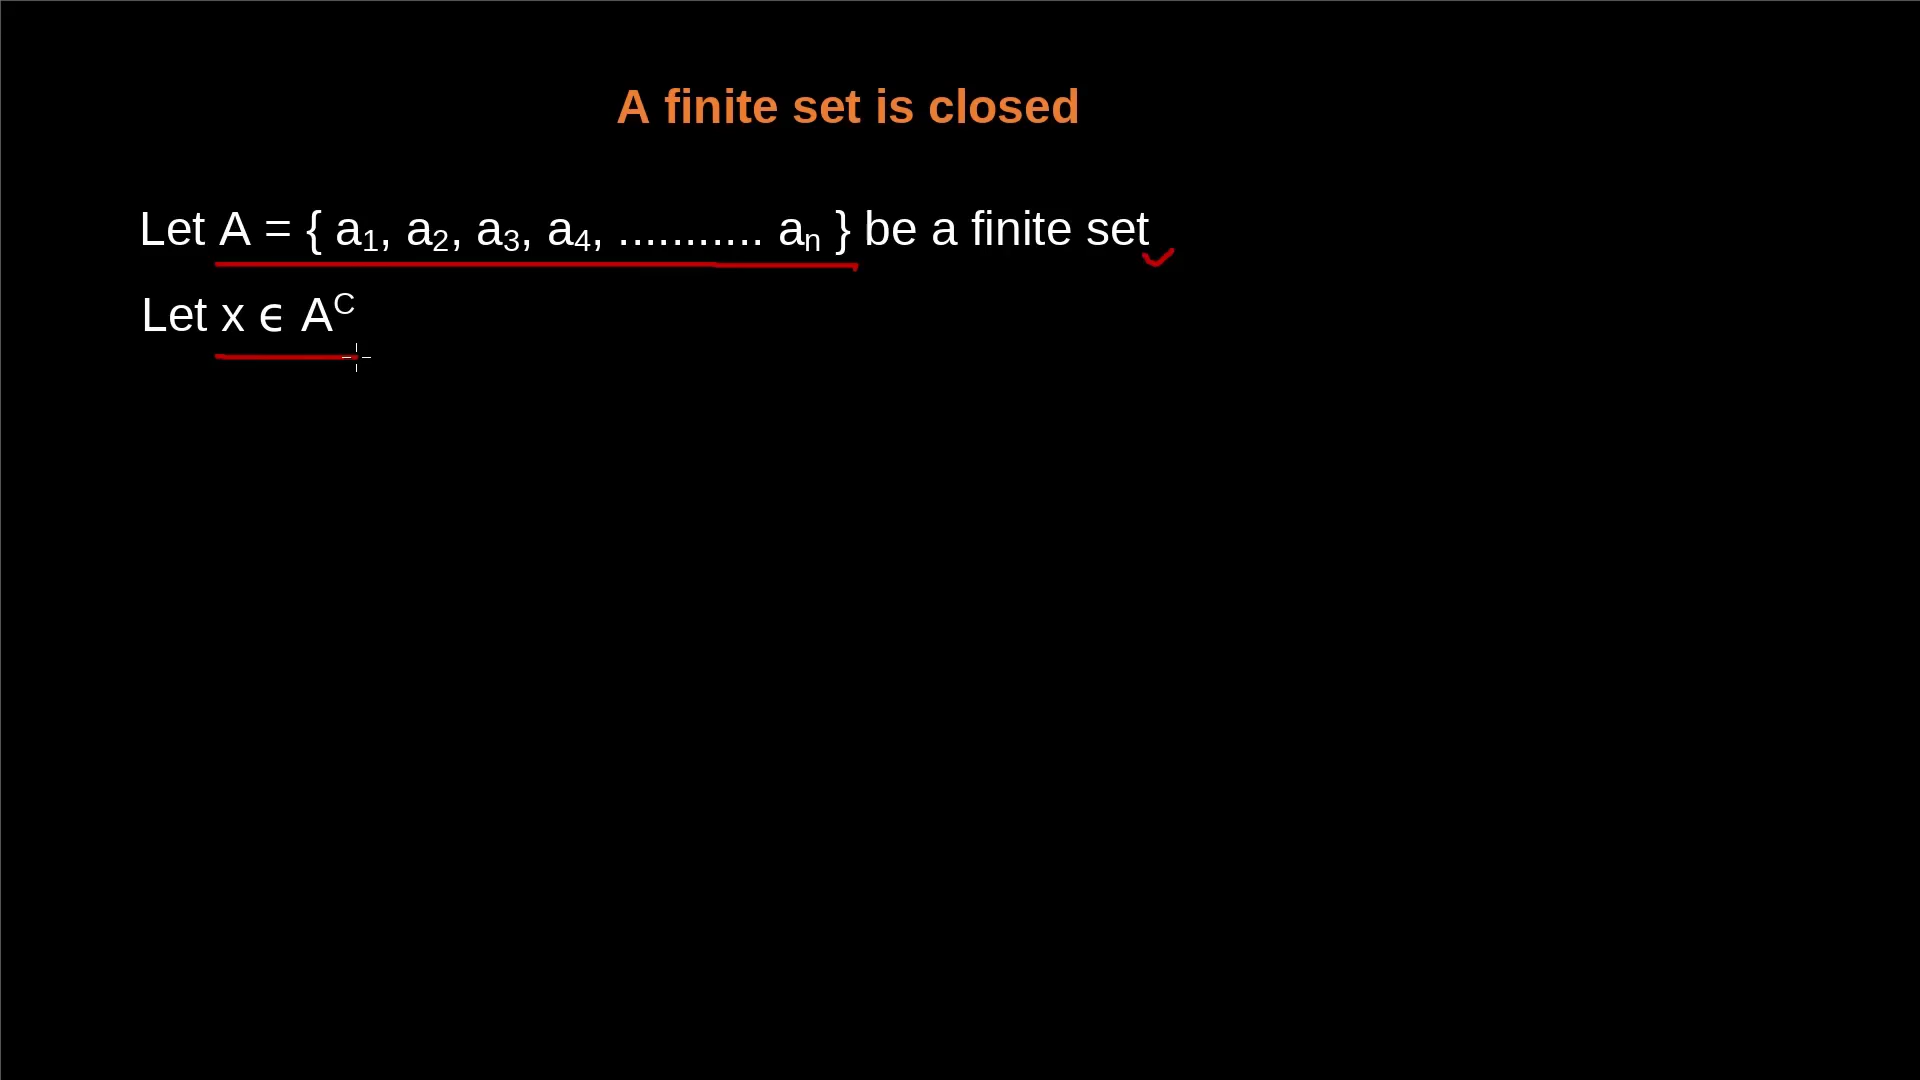 A finite set is closed
Let A = { a₁, a₂, a₃, a₄, ........... aₙ } be a finite set
Let x ϵ Aᶜ